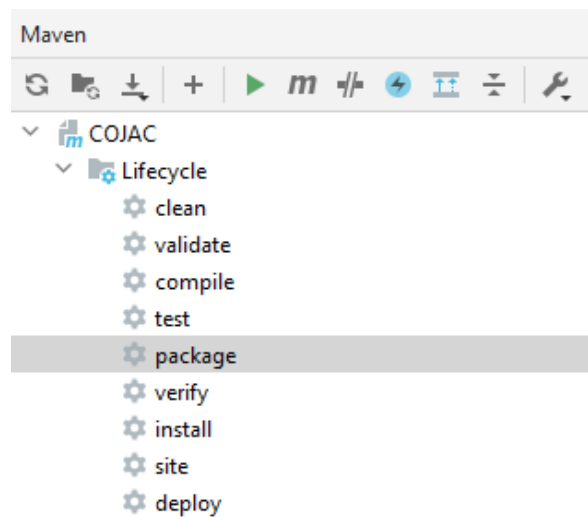 Maven
m
COJAC
Lifecycle
clean
validate
compile
test
package
verify
install
site
deploy